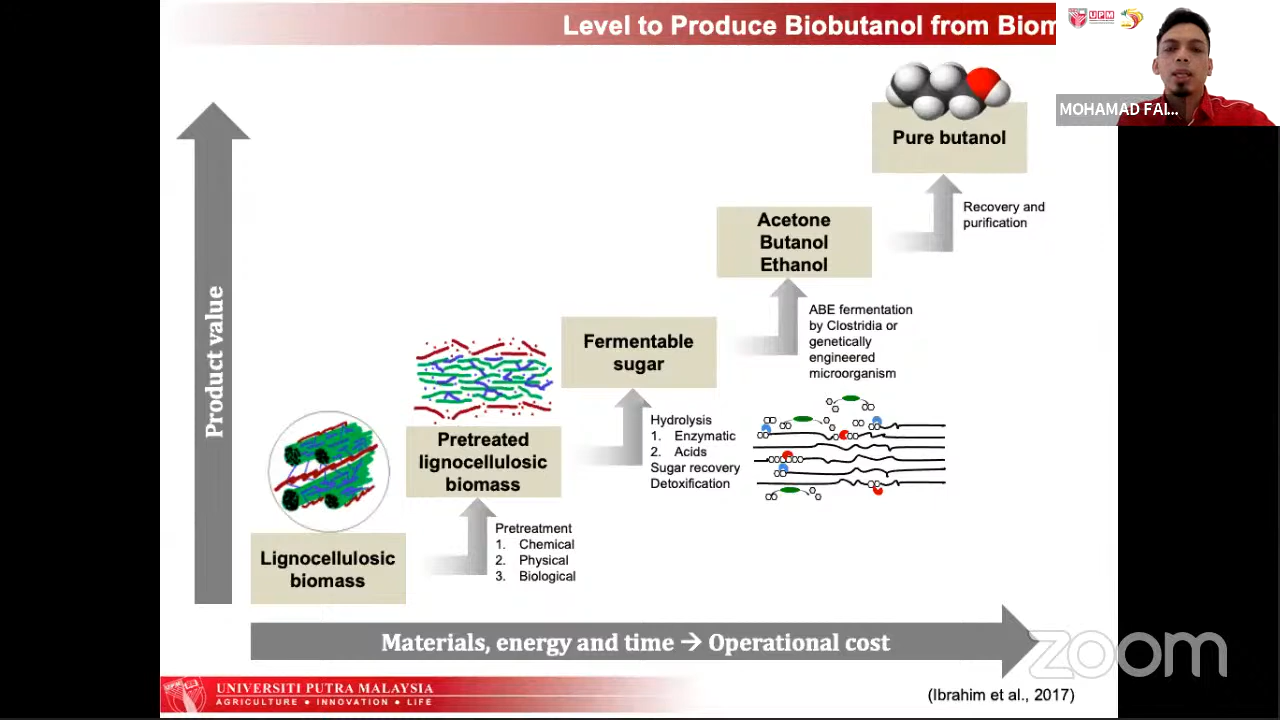 Level to Produce Biobutanol from Biom
UPM
MOHAMAD FAI...
Pure butanol
Recovery and
purification
Acetone
Butanol
Ethanol
ABE fermentation
by Clostridia or
genetically
engineered
microorganism
Fermentable
sugar
Hydrolysis
1. Enzymatic
2. Acids
Sugar recovery
Detoxification
Pretreated
lignocellulosic
biomass
Pretreatment
1. Chemical
2. Physical
3. Biological
Lignocellulosic
biomass
Product value
Materials, energy and time → Operational cost
zoom
UNIVERSITI PUTRA MALAYSIA
AGRICULTURE • INNOVATION • LIFE
(Ibrahim et al., 2017)